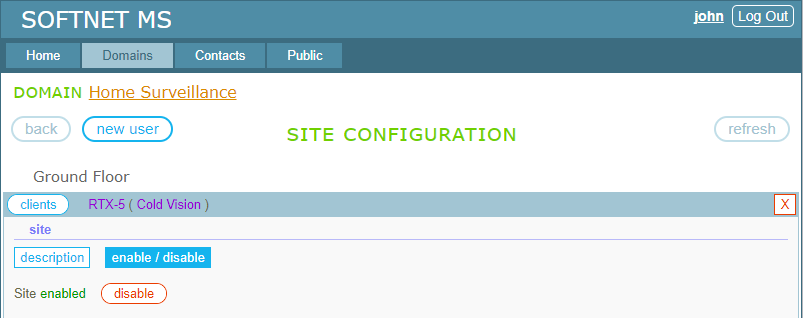 SOFTNET MS john Log Out
Home Domains Contacts Public
DOMAIN Home Surveillance
back new user SITE CONFIGURATION refresh
Ground Floor
clients RTX-5 ( Cold Vision ) X
site
description enable / disable
Site enabled disable